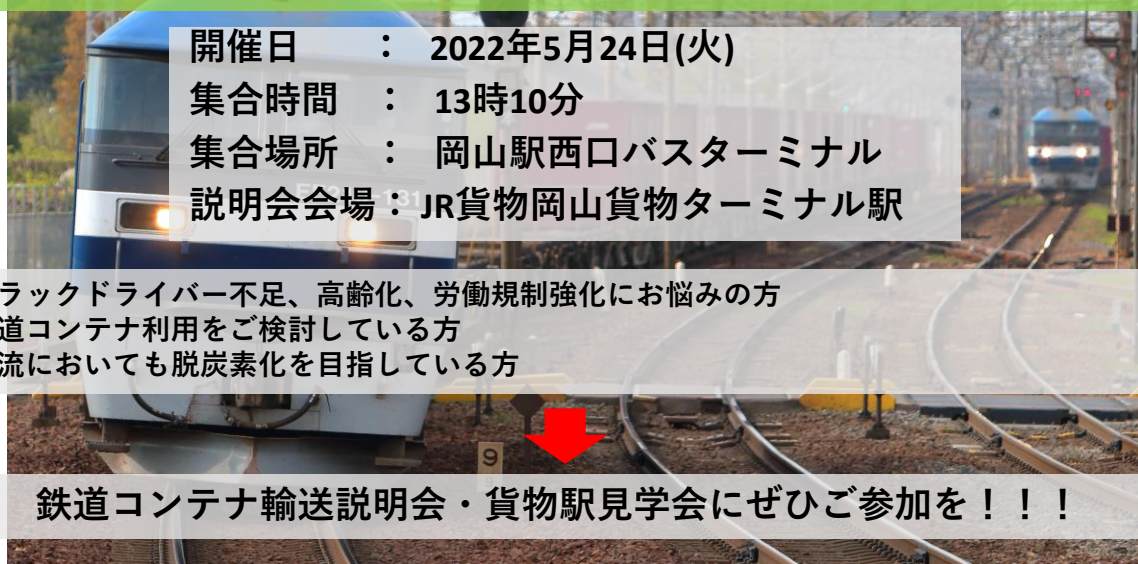 開催日　　：　2022年5月24日(火)
集合時間　：　13時10分
集合場所　：　岡山駅西口バスターミナル
説明会会場：JR貨物岡山貨物ターミナル駅
-131
ラックドライバー不足、高齢化、労働規制強化にお悩みの方
道コンテナ利用をご検討している方
流においても脱炭素化を目指している方
9
鉄道コンテナ輸送説明会・貨物駅見学会にぜひご参加を！！！